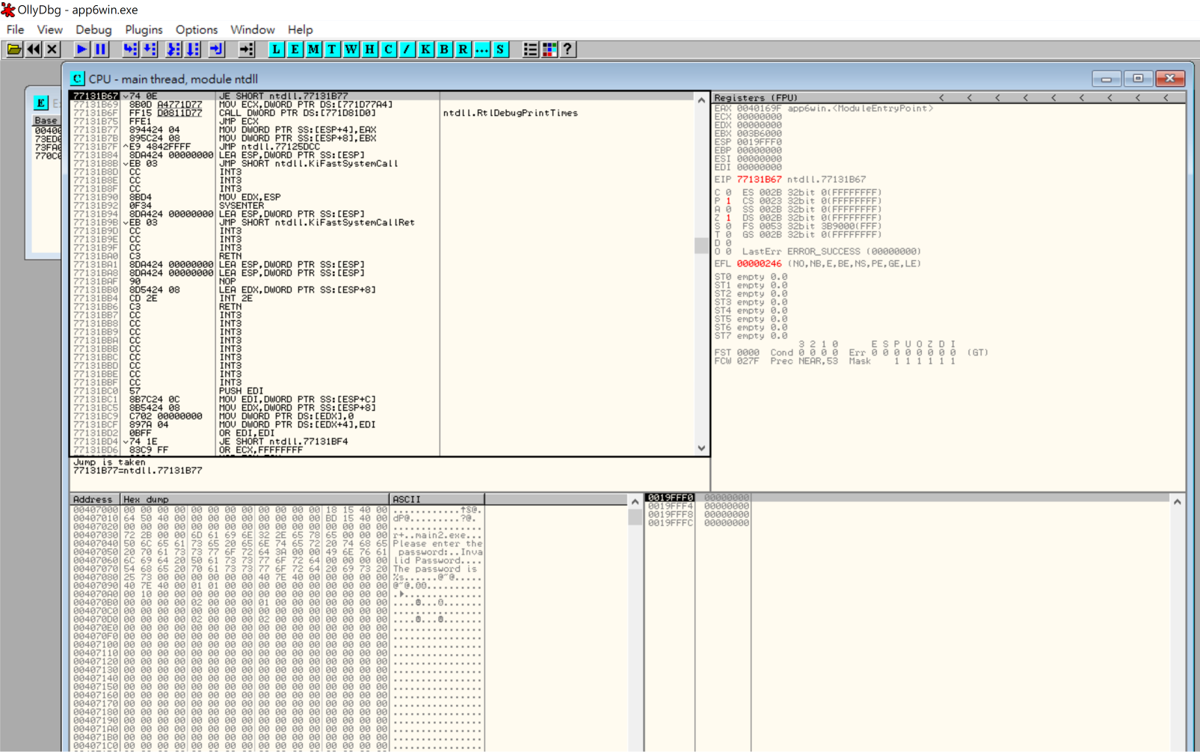 OllyDbg - app6win.exe
File View Debug Plugins Options Window Help
L E M T W H C / K B R ... S ?
CPU - main thread, module ntdll
E
Base
77131B67 74 0E JE SHORT ntdll.77131B77
77131B69 8B0D A4771D77 MOV ECX,DWORD PTR DS:[771D77A4]
77131B6F FF15 D0811D77 CALL DWORD PTR DS:[771D81D0] ntdll.RtlDebugPrintTimes
77131B75 FFE1 JMP ECX
77131B77 894424 04 MOV DWORD PTR SS:[ESP+4],EAX
77131B7B 895C24 08 MOV DWORD PTR SS:[ESP+8],EBX
77131B7F ^E9 4842FFFF JMP ntdll.77125DCC
77131B84 8DA424 00000000 LEA ESP,DWORD PTR SS:[ESP]
77131B8B EB 03 JMP SHORT ntdll.KiFastSystemCall
77131B8D CC INT3
77131B8E CC INT3
77131B8F CC INT3
77131B90 8BD4 MOV EDX,ESP
77131B92 0F34 SYSENTER
77131B94 8DA424 00000000 LEA ESP,DWORD PTR SS:[ESP]
77131B9B EB 03 JMP SHORT ntdll.KiFastSystemCallRet
77131B9D CC INT3
77131B9E CC INT3
77131B9F CC INT3
77131BA0 C3 RETN
77131BA1 8DA424 00000000 LEA ESP,DWORD PTR SS:[ESP]
77131BA8 8DA424 00000000 LEA ESP,DWORD PTR SS:[ESP]
77131BAF 90 NOP
77131BB0 8D5424 08 LEA EDX,DWORD PTR SS:[ESP+8]
77131BB4 CD 2E INT 2E
77131BB6 C3 RETN
77131BB7 CC INT3
77131BB8 CC INT3
77131BB9 CC INT3
77131BBA CC INT3
77131BBB CC INT3
77131BBC CC INT3
77131BBD CC INT3
77131BBE CC INT3
77131BBF CC INT3
77131BC0 57 PUSH EDI
77131BC1 8B7C24 0C MOV EDI,DWORD PTR SS:[ESP+C]
77131BC5 8B5424 08 MOV EDX,DWORD PTR SS:[ESP+8]
77131BC9 C702 00000000 MOV DWORD PTR DS:[EDX],0
77131BCF 897A 04 MOV DWORD PTR DS:[EDX+4],EDI
77131BD2 0BFF OR EDI,EDI
77131BD4 74 1E JE SHORT ntdll.77131BF4
77131BD6 83C9 FF OR ECX,FFFFFFFF
Jump is taken
77131B77=ntdll.77131B77
Registers (FPU) < < < < < < < < <
EAX 0040169F app6win.<ModuleEntryPoint>
ECX 00000000
EDX 00000000
EBX 003B6000
ESP 0019FFF0
EBP 00000000
ESI 00000000
EDI 00000000
EIP 77131B67 ntdll.77131B67
C 0 ES 002B 32bit 0(FFFFFFFF)
P 1 CS 0023 32bit 0(FFFFFFFF)
A 0 SS 002B 32bit 0(FFFFFFFF)
Z 1 DS 002B 32bit 0(FFFFFFFF)
S 0 FS 0053 32bit 3B9000(FFF)
T 0 GS 002B 32bit 0(FFFFFFFF)
D 0
O 0 LastErr ERROR_SUCCESS (00000000)
EFL 00000246 (NO,NB,E,BE,NS,PE,GE,LE)
ST0 empty 0.0
ST1 empty 0.0
ST2 empty 0.0
ST3 empty 0.0
ST4 empty 0.0
ST5 empty 0.0
ST6 empty 0.0
ST7 empty 0.0
3 2 1 0 E S P U O Z D I
FST 0000 Cond 0 0 0 0 Err 0 0 0 0 0 0 0 0 (GT)
FCW 027F Prec NEAR,53 Mask 1 1 1 1 1 1
Address Hex dump ASCII
00407000 00 00 00 00 00 00 00 00 00 00 00 00 18 15 40 00
00407010 64 50 40 00 00 00 00 00 00 00 00 00 BD 15 40 00
00407020 00 00 00 00 00 00 00 00 00 00 00 00 00 00 00 00
00407030 72 2B 00 00 6D 61 69 6E 32 2E 65 78 65 00 00 00 r+..main2.exe...
00407040 50 6C 65 61 73 65 20 65 6E 74 65 72 20 74 68 65 Please enter the
00407050 20 70 61 73 73 77 6F 72 64 3A 00 00 49 6E 76 61 password:..Inva
00407060 6C 69 64 20 50 61 73 73 77 6F 72 64 00 00 00 00 lid Password....
00407070 54 68 65 20 70 61 73 73 77 6F 72 64 20 69 73 20 The password is
00407080 25 73 00 00 00 00 00 00 40 7E 40 00 00 00 00 00 %s......@~@.....
00407090 40 7E 40 00 01 01 00 00 00 00 00 00 00 00 00 00
004070A0 00 10 00 00 00 00 00 00 00 00 00 00 00 00 00 00
004070B0 00 00 00 00 02 00 00 00 01 00 00 00 00 00 00 00
004070C0 00 00 00 00 00 00 00 00 00 00 00 00 00 00 00 00
004070D0 00 00 00 00 02 00 00 00 02 00 00 00 00 00 00 00
004070E0 00 00 00 00 00 00 00 00 00 00 00 00 00 00 00 00
004070F0 00 00 00 00 00 00 00 00 00 00 00 00 00 00 00 00
00407100 00 00 00 00 00 00 00 00 00 00 00 00 00 00 00 00
00407110 00 00 00 00 00 00 00 00 00 00 00 00 00 00 00 00
00407120 00 00 00 00 00 00 00 00 00 00 00 00 00 00 00 00
00407130 00 00 00 00 00 00 00 00 00 00 00 00 00 00 00 00
00407140 00 00 00 00 00 00 00 00 00 00 00 00 00 00 00 00
00407150 00 00 00 00 00 00 00 00 00 00 00 00 00 00 00 00
00407160 00 00 00 00 00 00 00 00 00 00 00 00 00 00 00 00
00407170 00 00 00 00 00 00 00 00 00 00 00 00 00 00 00 00
00407180 00 00 00 00 00 00 00 00 00 00 00 00 00 00 00 00
00407190 00 00 00 00 00 00 00 00 00 00 00 00 00 00 00 00
004071A0 00 00 00 00 00 00 00 00 00 00 00 00 00 00 00 00
004071B0 00 00 00 00 00 00 00 00 00 00 00 00 00 00 00 00
004071C0 00 00 00 00 00 00 00 00 00 00 00 00 00 00 00 00
0019FFF0 00000000
0019FFF4 00000000
0019FFF8 00000000
0019FFFC 00000000